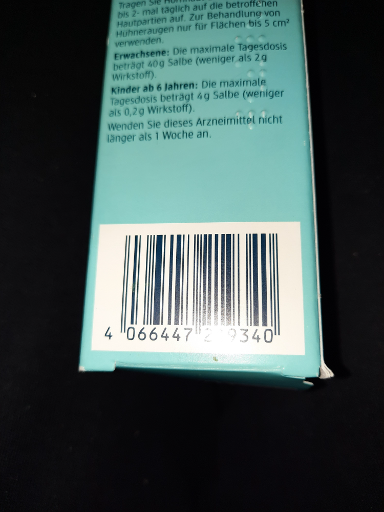 Tragen Sie
bis 2- mal täglich auf die betroffenen
Hautpartien auf. Zur Behandlung von
Hühneraugen nur für Flächen bis 5 cm²
verwenden.
Erwachsene: Die maximale Tagesdosis
beträgt 40g Salbe (weniger als 2g
Wirkstoff).
Kinder ab 6 Jahren: Die maximale
Tagesdosis beträgt 4g Salbe (weniger
als 0,2g Wirkstoff).
Wenden Sie dieses Arzneimittel nicht
länger als 1 Woche an.
4 066447